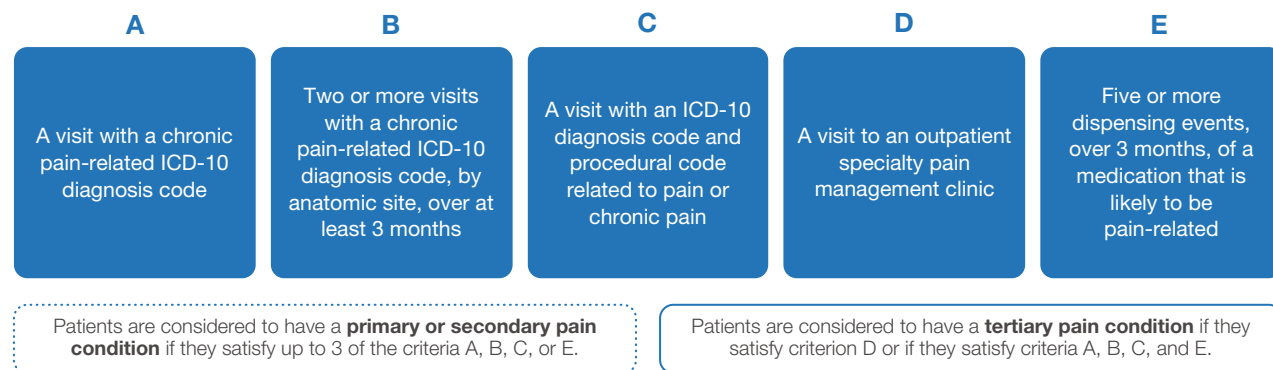 A
B
C
D
E
A visit with a chronic
pain-related ICD-10
diagnosis code
Two or more visits
with a chronic
pain-related ICD-10
diagnosis code, by
anatomic site, over at
least 3 months
A visit with an ICD-10
diagnosis code and
procedural code
related to pain or
chronic pain
A visit to an outpatient
specialty pain
management clinic
Five or more
dispensing events,
over 3 months, of a
medication that is
likely to be
pain-related
Patients are considered to have a primary or secondary pain
condition if they satisfy up to 3 of the criteria A, B, C, or E.
Patients are considered to have a tertiary pain condition if they
satisfy criterion D or if they satisfy criteria A, B, C, and E.